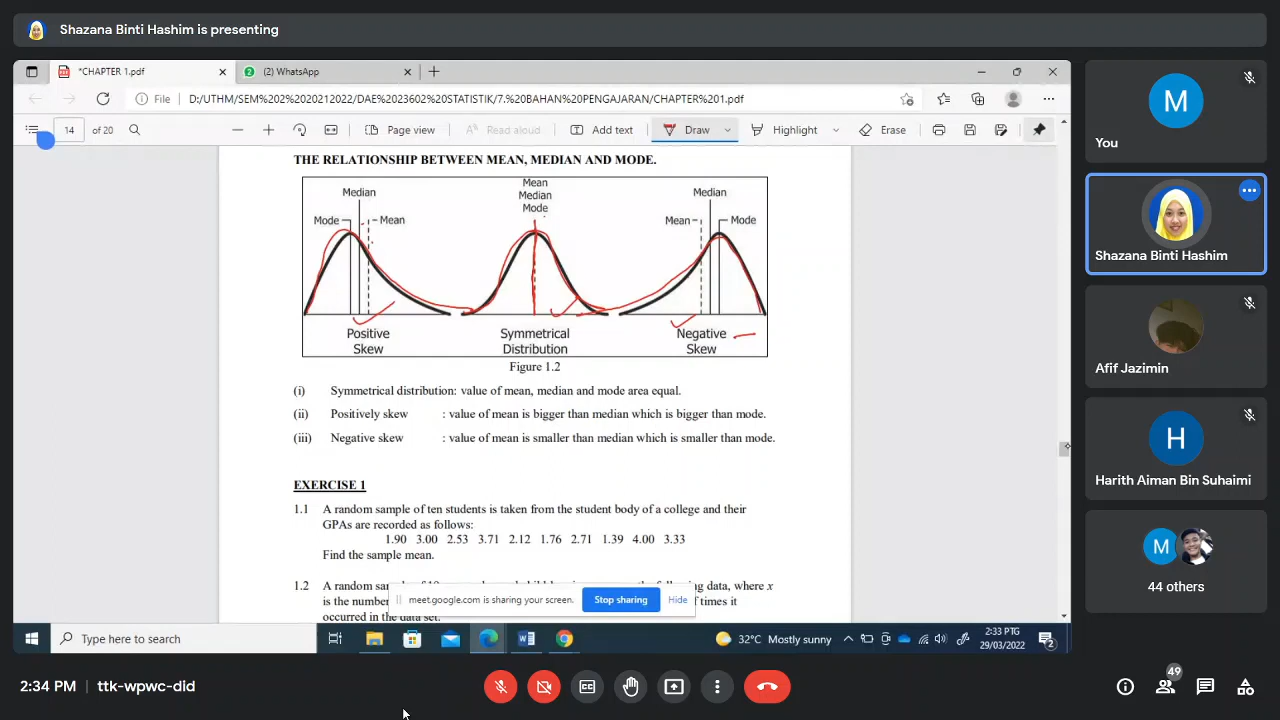 Shazana Binti Hashim is presenting
*CHAPTER 1.pdf
(2) WhatsApp
File
D:/UTHM/SEM%202%2020212022/DAE%2023602%20STATISTIK/7.%20BAHAN%20PENGAJARAN/CHAPTER%201.pdf
14 of 20
Page view
Read aloud
Add text
Draw
Highlight
Erase
THE RELATIONSHIP BETWEEN MEAN, MEDIAN AND MODE.
Median
Mode
Mean
Mean
Median
Mode
Median
Mean
Mode
Positive
Skew
Symmetrical
Distribution
Negative
Skew
Figure 1.2
(i) Symmetrical distribution: value of mean, median and mode area equal.
(ii) Positively skew : value of mean is bigger than median which is bigger than mode.
(iii) Negative skew : value of mean is smaller than median which is smaller than mode.
EXERCISE 1
1.1 A random sample of ten students is taken from the student body of a college and their
GPAs are recorded as follows:
1.90 3.00 2.53 3.71 2.12 1.76 2.71 1.39 4.00 3.33
Find the sample mean.
1.2 A random ing data, where x
is the number f times it
occurred in the data set.
meet.google.com is sharing your screen.
Stop sharing
Hide
Type here to search
32°C Mostly sunny
2:33 PTG
29/03/2022
2
M
You
Shazana Binti Hashim
Afif Jazimin
H
Harith Aiman Bin Suhaimi
M
44 others
2:34 PM | ttk-wpwc-did
49